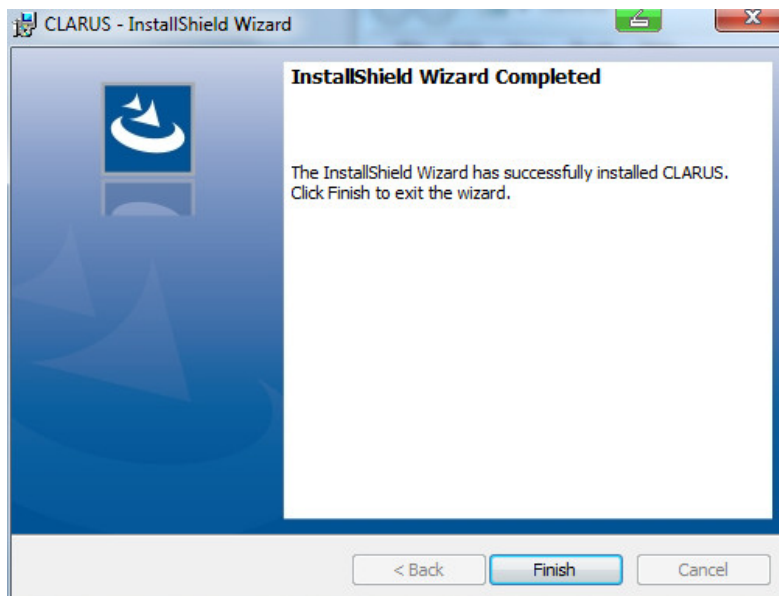 CLARUS - InstallShield Wizard
InstallShield Wizard Completed
The InstallShield Wizard has successfully installed CLARUS.
Click Finish to exit the wizard.
< Back
Finish
Cancel